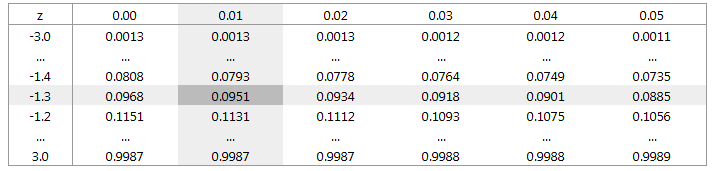 z 0.00 0.01 0.02 0.03 0.04 0.05
-3.0 0.0013 0.0013 0.0013 0.0012 0.0012 0.0011
... ... ... ... ... ... ...
-1.4 0.0808 0.0793 0.0778 0.0764 0.0749 0.0735
-1.3 0.0968 0.0951 0.0934 0.0918 0.0901 0.0885
-1.2 0.1151 0.1131 0.1112 0.1093 0.1075 0.1056
... ... ... ... ... ... ...
3.0 0.9987 0.9987 0.9987 0.9988 0.9988 0.9989